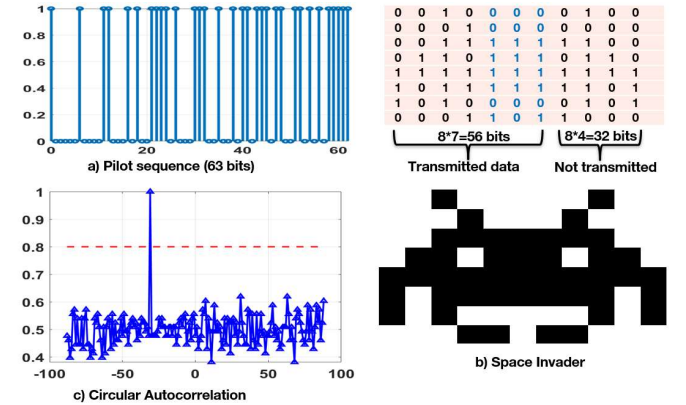 1
0.8
0.6
0.4
0.2
0
0 20 40 60
a) Pilot sequence (63 bits)
0 0 1 0 0 0 0 0 1 0 0
0 0 0 1 0 0 0 1 0 0 0
0 0 1 1 1 1 1 1 1 0 0
0 1 1 0 1 1 1 0 1 1 0
1 1 1 1 1 1 1 1 1 1 1
1 0 1 1 1 1 1 1 1 0 1
1 0 1 0 0 0 0 0 1 0 1
0 0 0 1 1 0 1 1 0 0 0
8*7=56 bits 8*4=32 bits
Transmitted data Not transmitted
1
0.9
0.8
0.7
0.6
0.5
0.4
-100 -50 0 50 100
c) Circular Autocorrelation
b) Space Invader